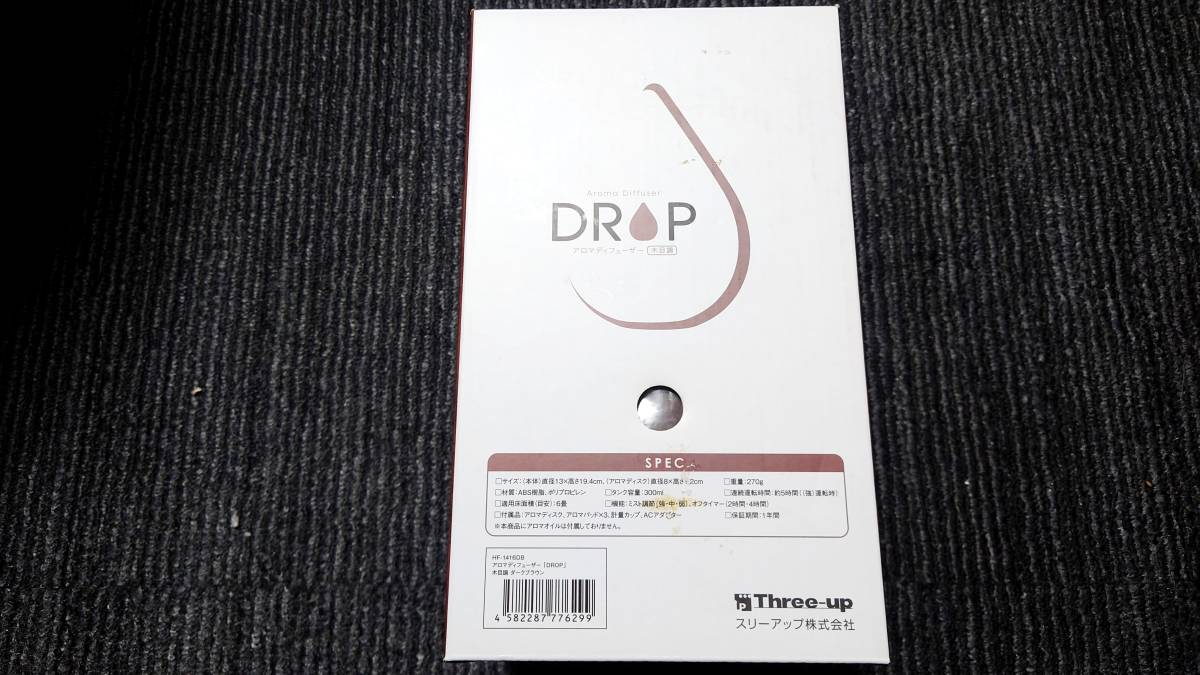 Aroma Diffuser
DROP
アロマディフューザー 木目調
SPEC
□サイズ:(本体)直径13×高さ19.4cm、(アロマディスク)直径8×高さ 2cm □重量:270g
□材質:ABS樹脂、ポリプロピレン □タンク容量:300ml □連続運転時間:約5時間(〈強〉運転時)
□適用床面積(目安):6畳 □機能:ミスト調節[強・中・弱]、オフタイマー(2時間・4時間)
□付属品:アロマディスク、アロマパッド×3、計量カップ、ACアダプター □保証期間:1年間
※本商品にアロマオイルは付属しておりません。
HF-1416DB
アロマディフューザー「DROP」
木目調 ダークブラウン
4 582287 776299
Three-up
スリーアップ株式会社